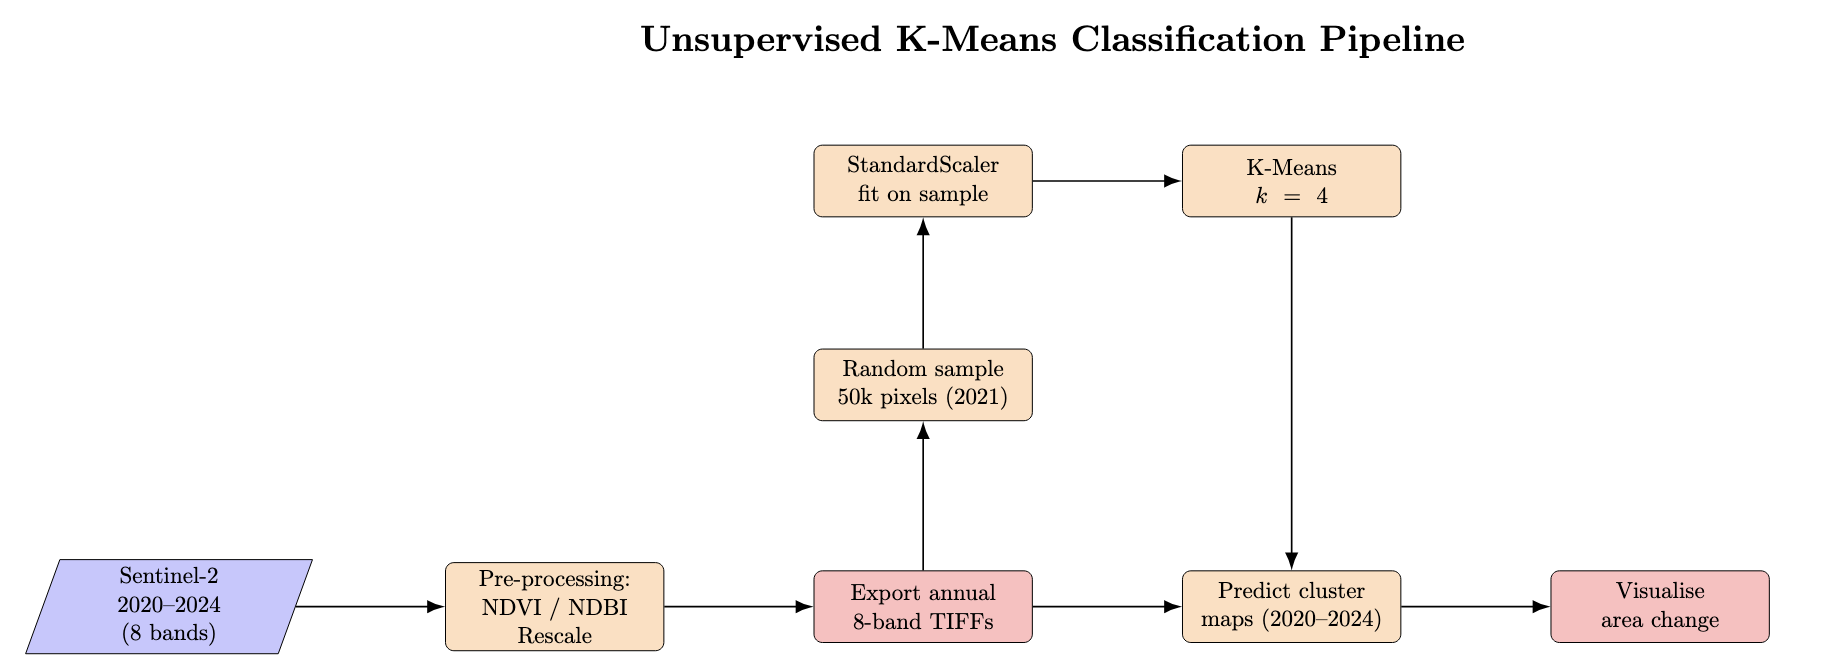 Unsupervised K-Means Classification Pipeline
StandardScaler
fit on sample
K-Means
k = 4
Random sample
50k pixels (2021)
Sentinel-2
2020–2024
(8 bands)
Pre-processing:
NDVI / NDBI
Rescale
Export annual
8-band TIFFs
Predict cluster
maps (2020–2024)
Visualise
area change